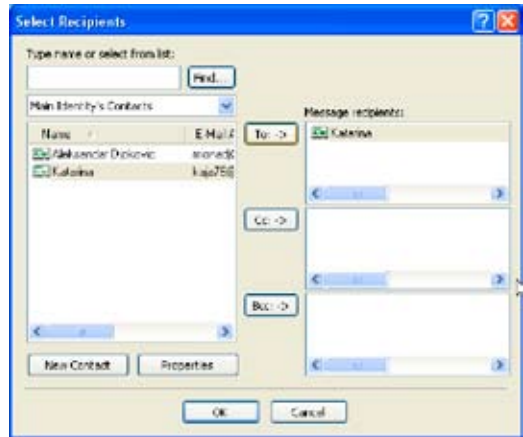 Select Recipients
Type name or select from list:
Find...
Main Identity's Contacts
Message recipients:
Name E-Mail A
To: ->
Katarina
Aleksandar
Katarina
Cc: ->
Bcc: ->
New Contact Properties
OK Cancel